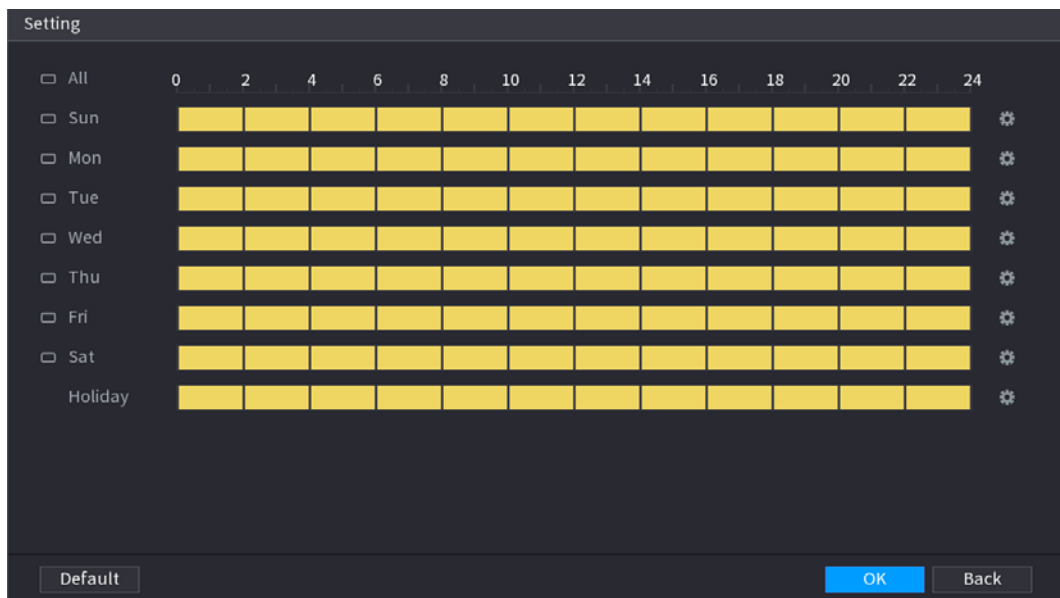 Setting
All 0 2 4 6 8 10 12 14 16 18 20 22 24
Sun
Mon
Tue
Wed
Thu
Fri
Sat
Holiday
Default OK Back